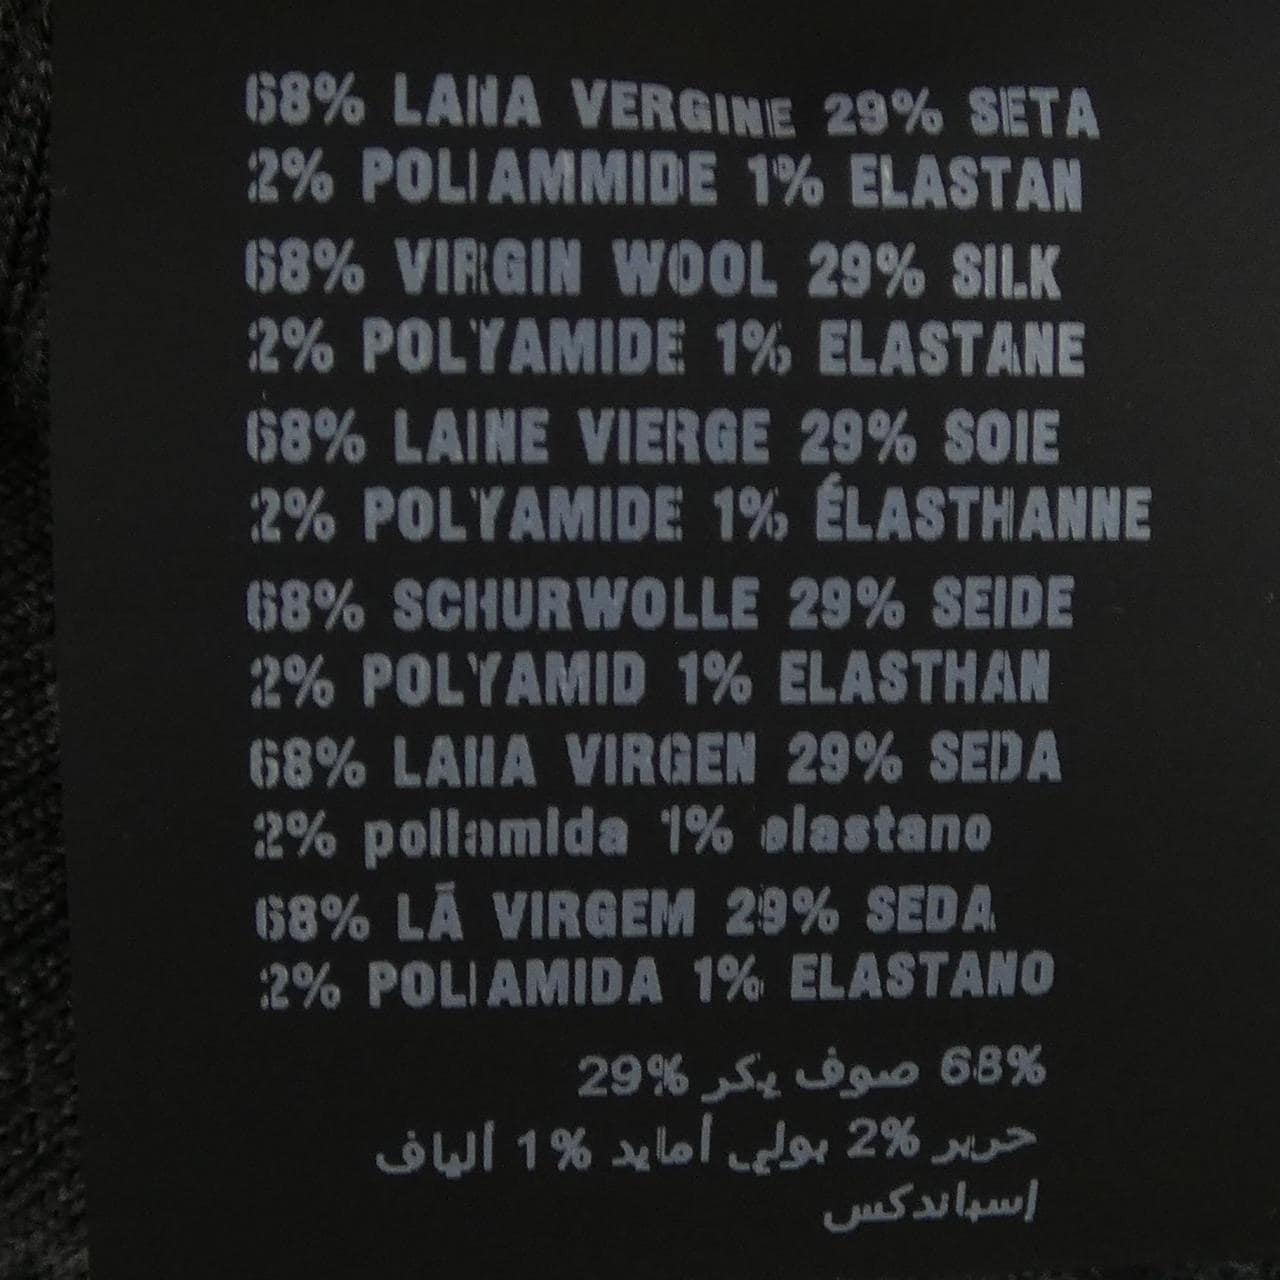 68% LANA VERGINE 29% SETA
2% POLIAMMIDE 1% ELASTAN
68% VIRGIN WOOL 29% SILK
2% POLYAMIDE 1% ELASTANE
68% LAINE VIERGE 29% SOIE
2% POLYAMIDE 1% ÉLASTHANNE
68% SCHURWOLLE 29% SEIDE
2% POLYAMID 1% ELASTHAN
68% LANA VIRGEN 29% SEDA
2% poliamida 1% elastano
68% LÃ VIRGEM 29% SEDA
2% POLIAMIDA 1% ELASTANO
68% صوف بكر 29%
حرير 2% بولي أمايد 1% ألياف
إسباندكس